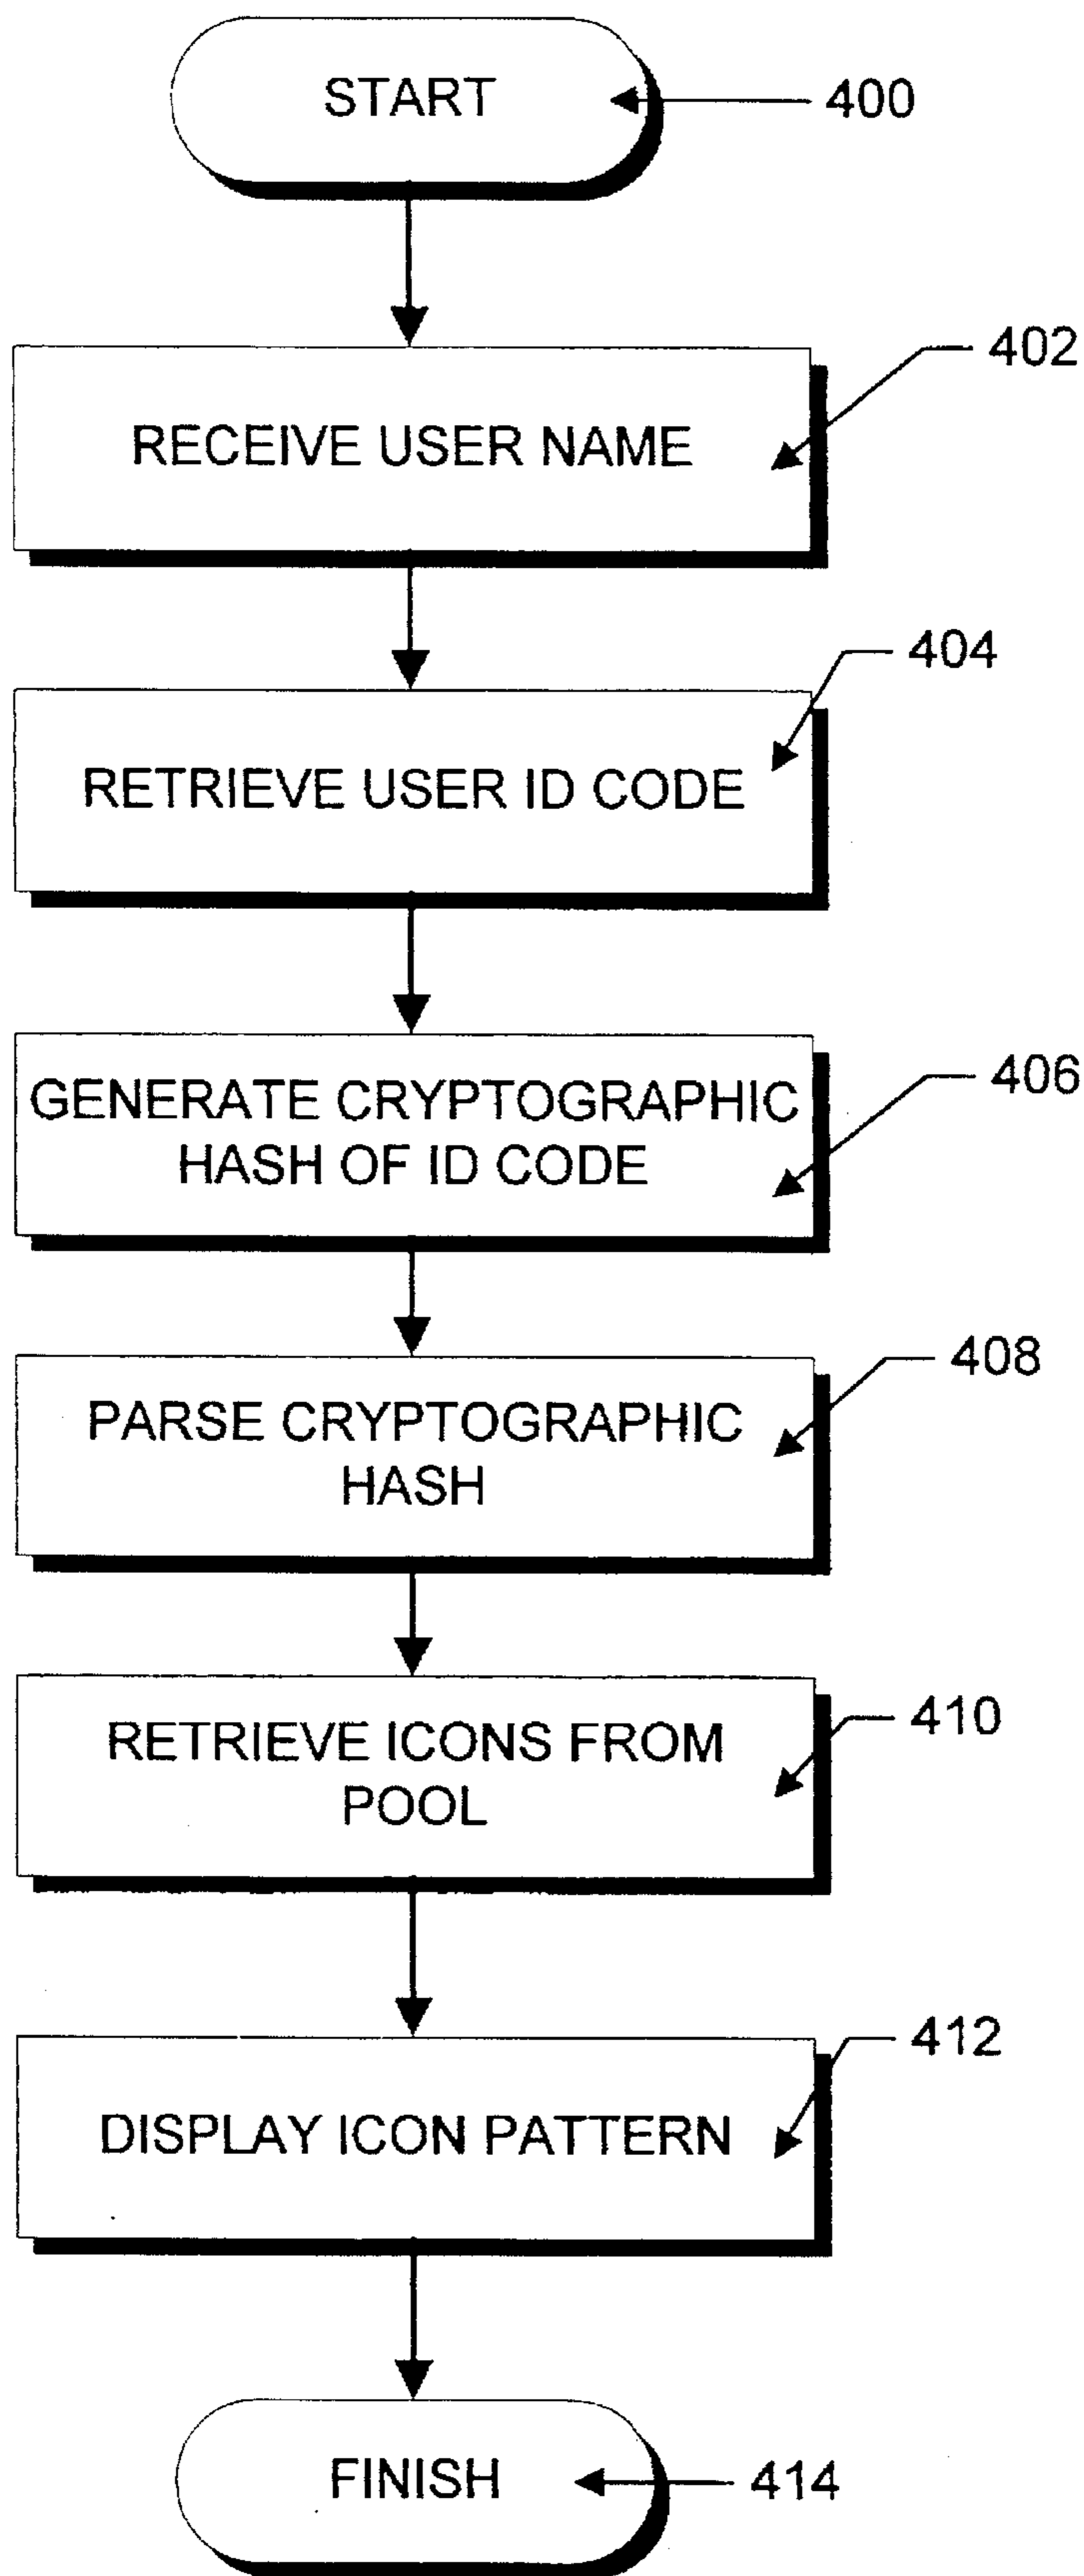 START
400
RECEIVE USER NAME
402
RETRIEVE USER ID CODE
404
GENERATE CRYPTOGRAPHIC
HASH OF ID CODE
406
PARSE CRYPTOGRAPHIC
HASH
408
RETRIEVE ICONS FROM
POOL
410
DISPLAY ICON PATTERN
412
FINISH
414